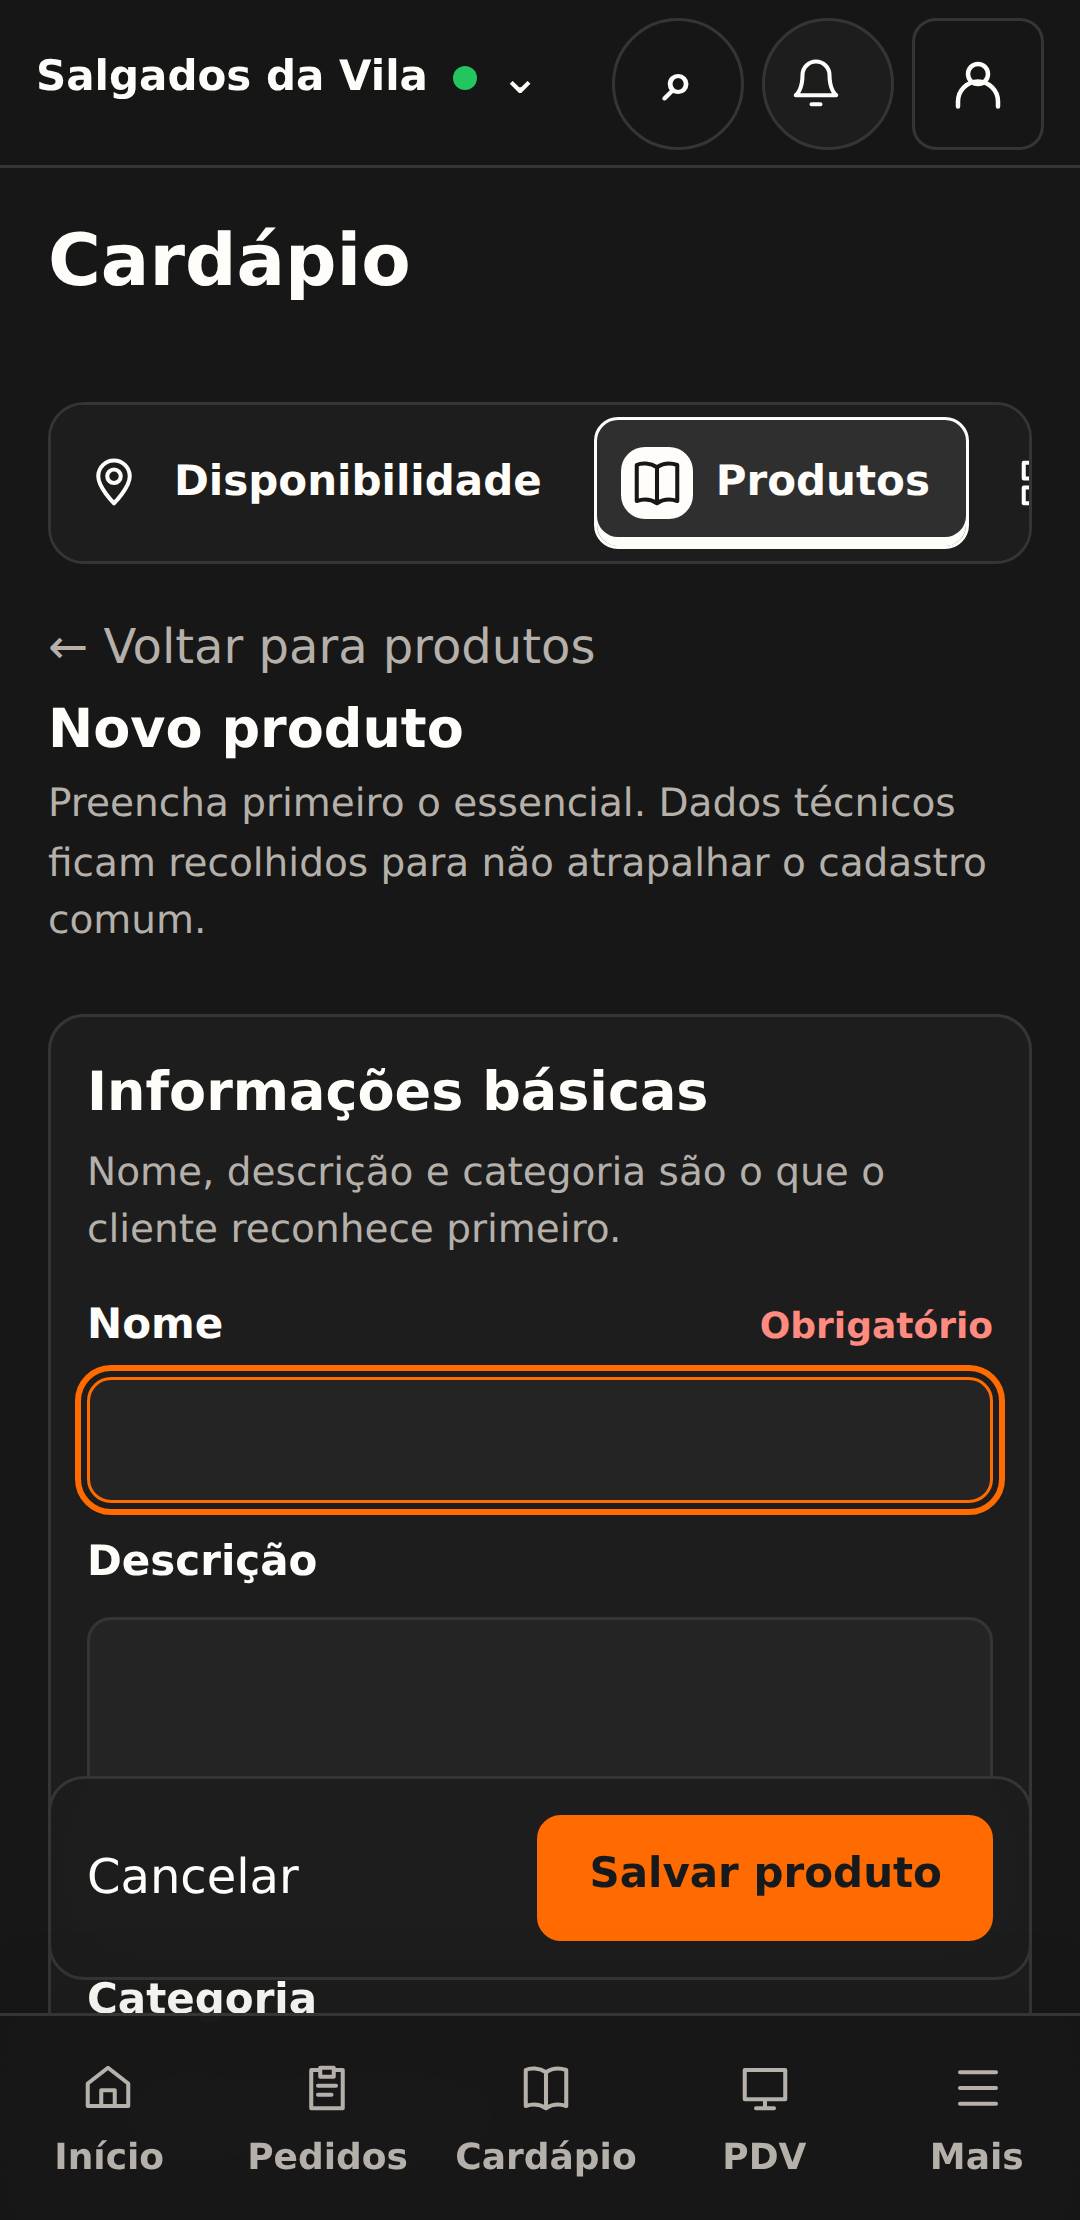 Salgados da Vila
Cardápio
Disponibilidade
Produtos
← Voltar para produtos
Novo produto
Preencha primeiro o essencial. Dados técnicos
ficam recolhidos para não atrapalhar o cadastro
comum.
Informações básicas
Nome, descrição e categoria são o que o
cliente reconhece primeiro.
Nome
Obrigatório
Descrição
Cancelar
Salvar produto
Categoria
Início
Pedidos
Cardápio
PDV
Mais